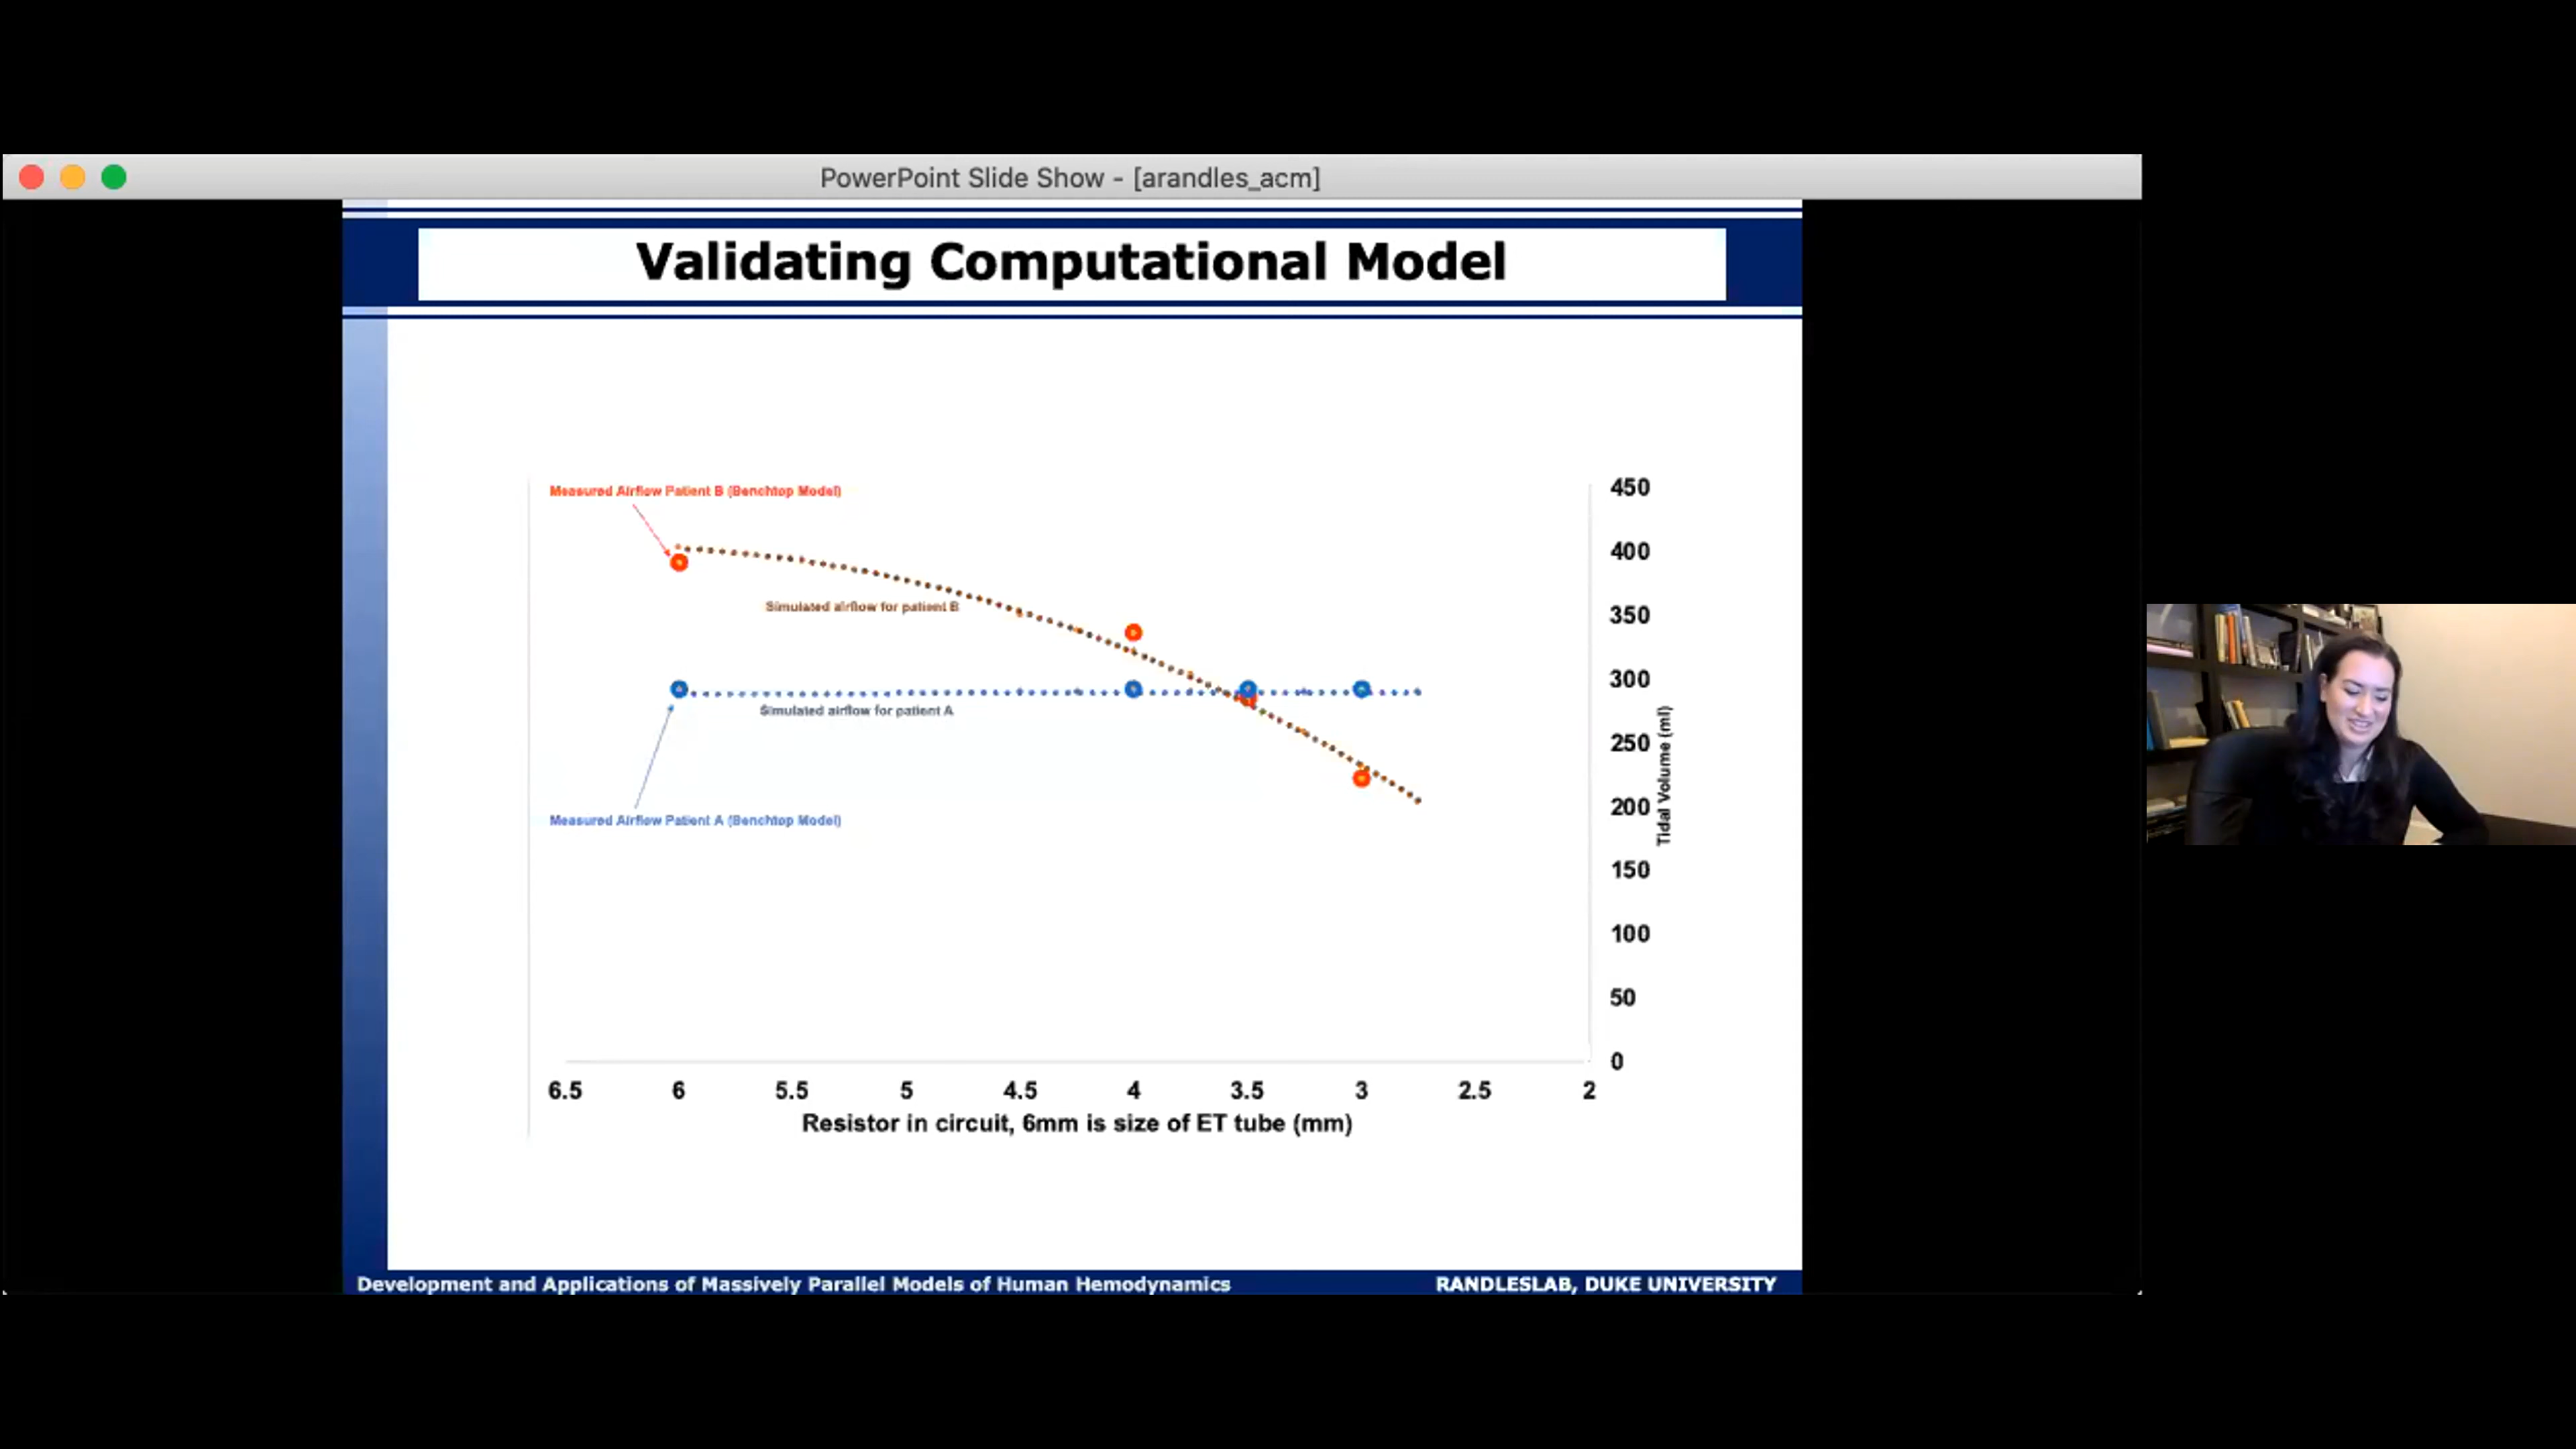 PowerPoint Slide Show - [arandles_acm]
Validating Computational Model
Measured Airflow Patient B (Benchtop Model)
Simulated airflow for patient B
Simulated airflow for patient A
Measured Airflow Patient A (Benchtop Model)
450
400
350
300
250
200
150
100
50
0
Tidal Volume (ml)
6.5 6 5.5 5 4.5 4 3.5 3 2.5 2
Resistor in circuit, 6mm is size of ET tube (mm)
Development and Applications of Massively Parallel Models of Human Hemodynamics
RANDLESLAB, DUKE UNIVERSITY